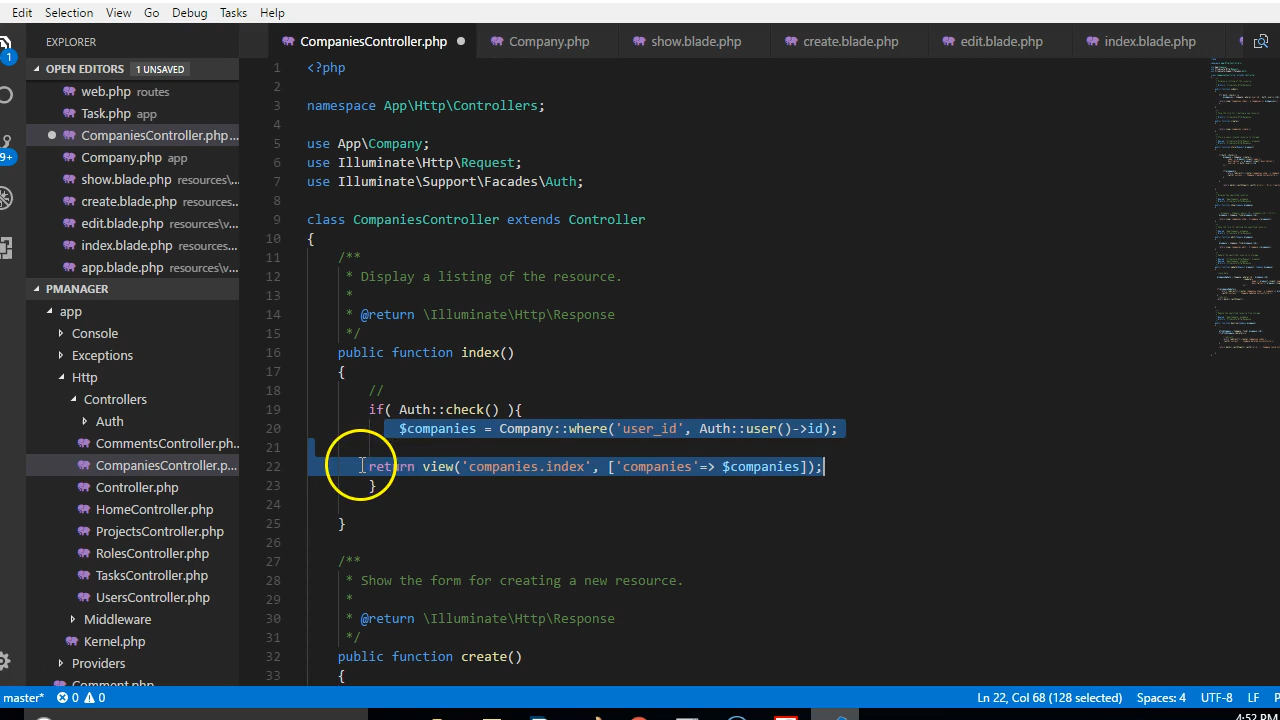 Edit Selection View Go Debug Tasks Help
EXPLORER
CompaniesController.php Company.php show.blade.php create.blade.php edit.blade.php index.blade.php
OPEN EDITORS 1 UNSAVED
web.php routes
Task.php app
CompaniesController.php...
Company.php app
show.blade.php resources\...
create.blade.php resources...
edit.blade.php resources\v...
index.blade.php resources...
app.blade.php resources\v...
PMANAGER
app
Console
Exceptions
Http
Controllers
Auth
CommentsController.ph...
CompaniesController.p...
Controller.php
HomeController.php
ProjectsController.php
RolesController.php
TasksController.php
UsersController.php
Middleware
Kernel.php
Providers
Comment.php
1
9+
1 <?php
2
3 namespace App\Http\Controllers;
4
5 use App\Company;
6 use Illuminate\Http\Request;
7 use Illuminate\Support\Facades\Auth;
8
9 class CompaniesController extends Controller
10 {
11 /**
12 * Display a listing of the resource.
13 *
14 * @return \Illuminate\Http\Response
15 */
16 public function index()
17 {
18 //
19 if( Auth::check() ){
20 $companies = Company::where('user_id', Auth::user()->id);
21
22 return view('companies.index', ['companies'=> $companies]);
23 }
24
25 }
26
27 /**
28 * Show the form for creating a new resource.
29 *
30 * @return \Illuminate\Http\Response
31 */
32 public function create()
33 {
master* 0 0 Ln 22, Col 68 (128 selected) Spaces: 4 UTF-8 LF P
4:52 PM